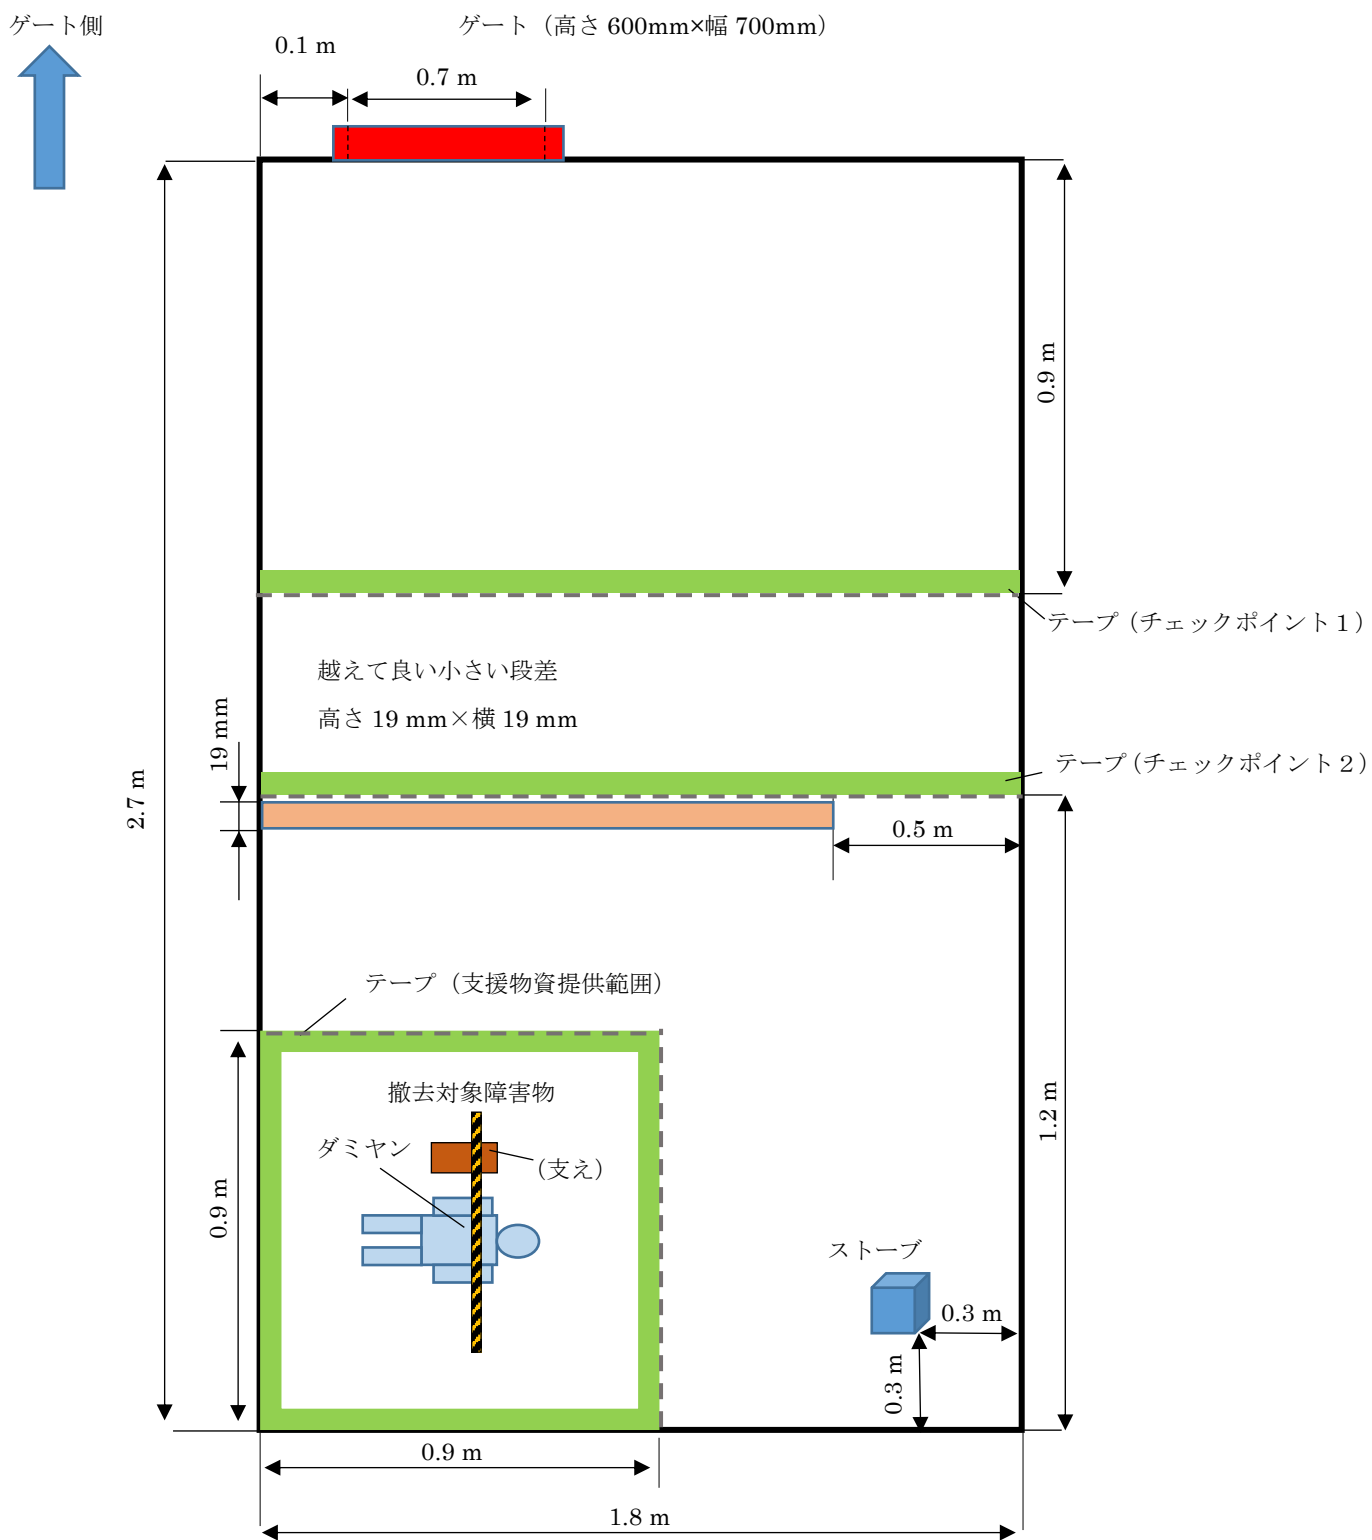 ゲート側
ゲート（高さ 600mm×幅 700mm）
0.1 m
0.7 m
0.9 m
テープ（チェックポイント１）
越えて良い小さい段差
高さ 19 mm×横 19 mm
19 mm
2.7 m
テープ（チェックポイント２）
0.5 m
テープ（支援物資提供範囲）
撤去対象障害物
ダミヤン
（支え）
1.2 m
0.9 m
ストーブ
0.3 m
0.3 m
0.9 m
1.8 m